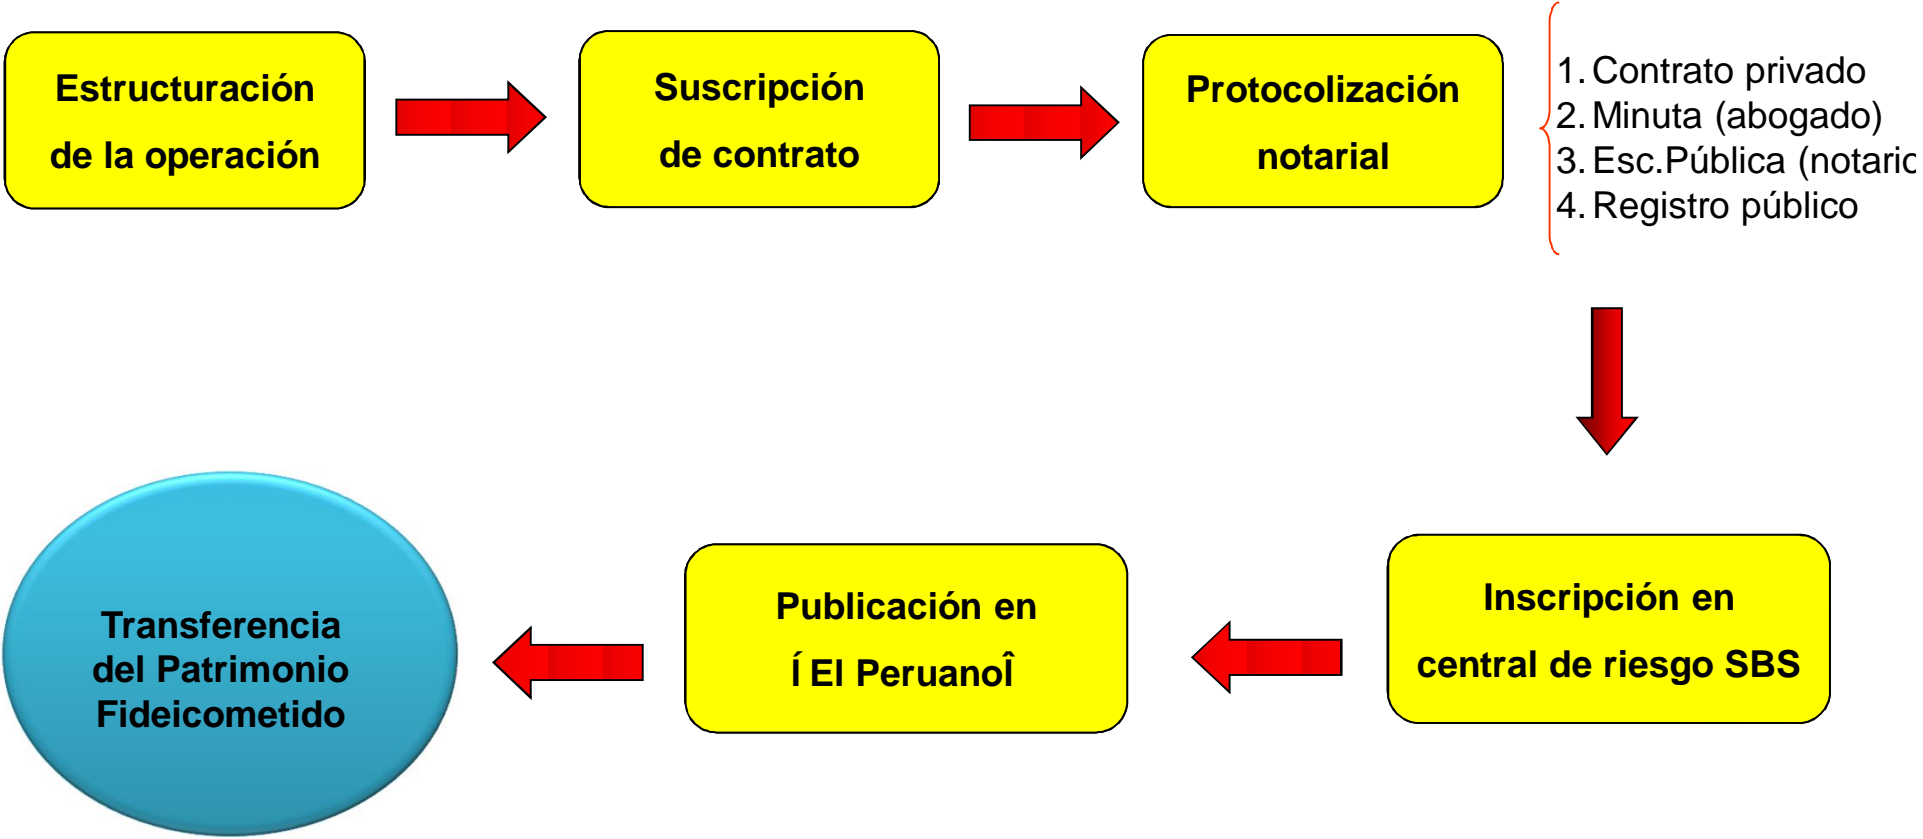 Estructuración
de la operación
Suscripción
de contrato
Protocolización
notarial
1. Contrato privado
2. Minuta (abogado)
3. Esc.Pública (notario
4. Registro público
Inscripción en
central de riesgo SBS
Publicación en
Í El PeruanoÎ
Transferencia
del Patrimonio
Fideicometido